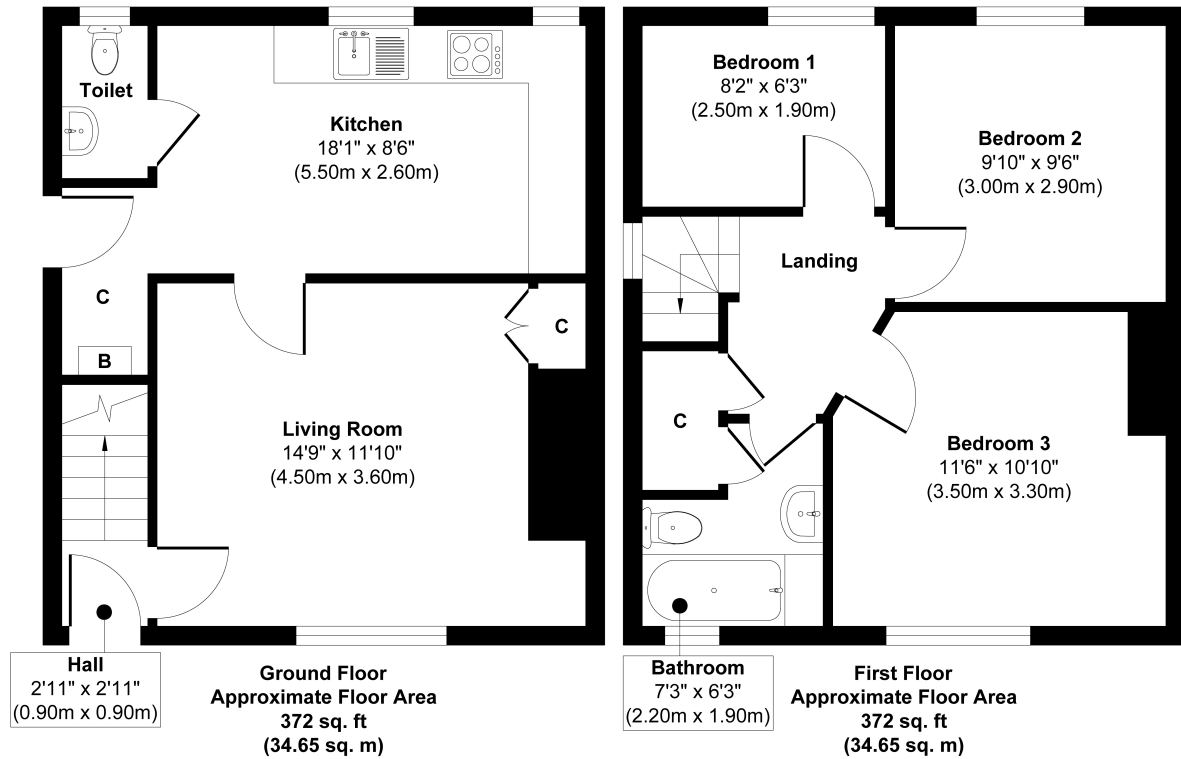 Toilet
Kitchen
18'1" x 8'6"
(5.50m x 2.60m)
C
B
C
Living Room
14'9" x 11'10"
(4.50m x 3.60m)
Hall
2'11" x 2'11"
(0.90m x 0.90m)
Ground Floor
Approximate Floor Area
372 sq. ft
(34.65 sq. m)
Bedroom 1
8'2" x 6'3"
(2.50m x 1.90m)
Bedroom 2
9'10" x 9'6"
(3.00m x 2.90m)
Landing
C
Bedroom 3
11'6" x 10'10"
(3.50m x 3.30m)
Bathroom
7'3" x 6'3"
(2.20m x 1.90m)
First Floor
Approximate Floor Area
372 sq. ft
(34.65 sq. m)